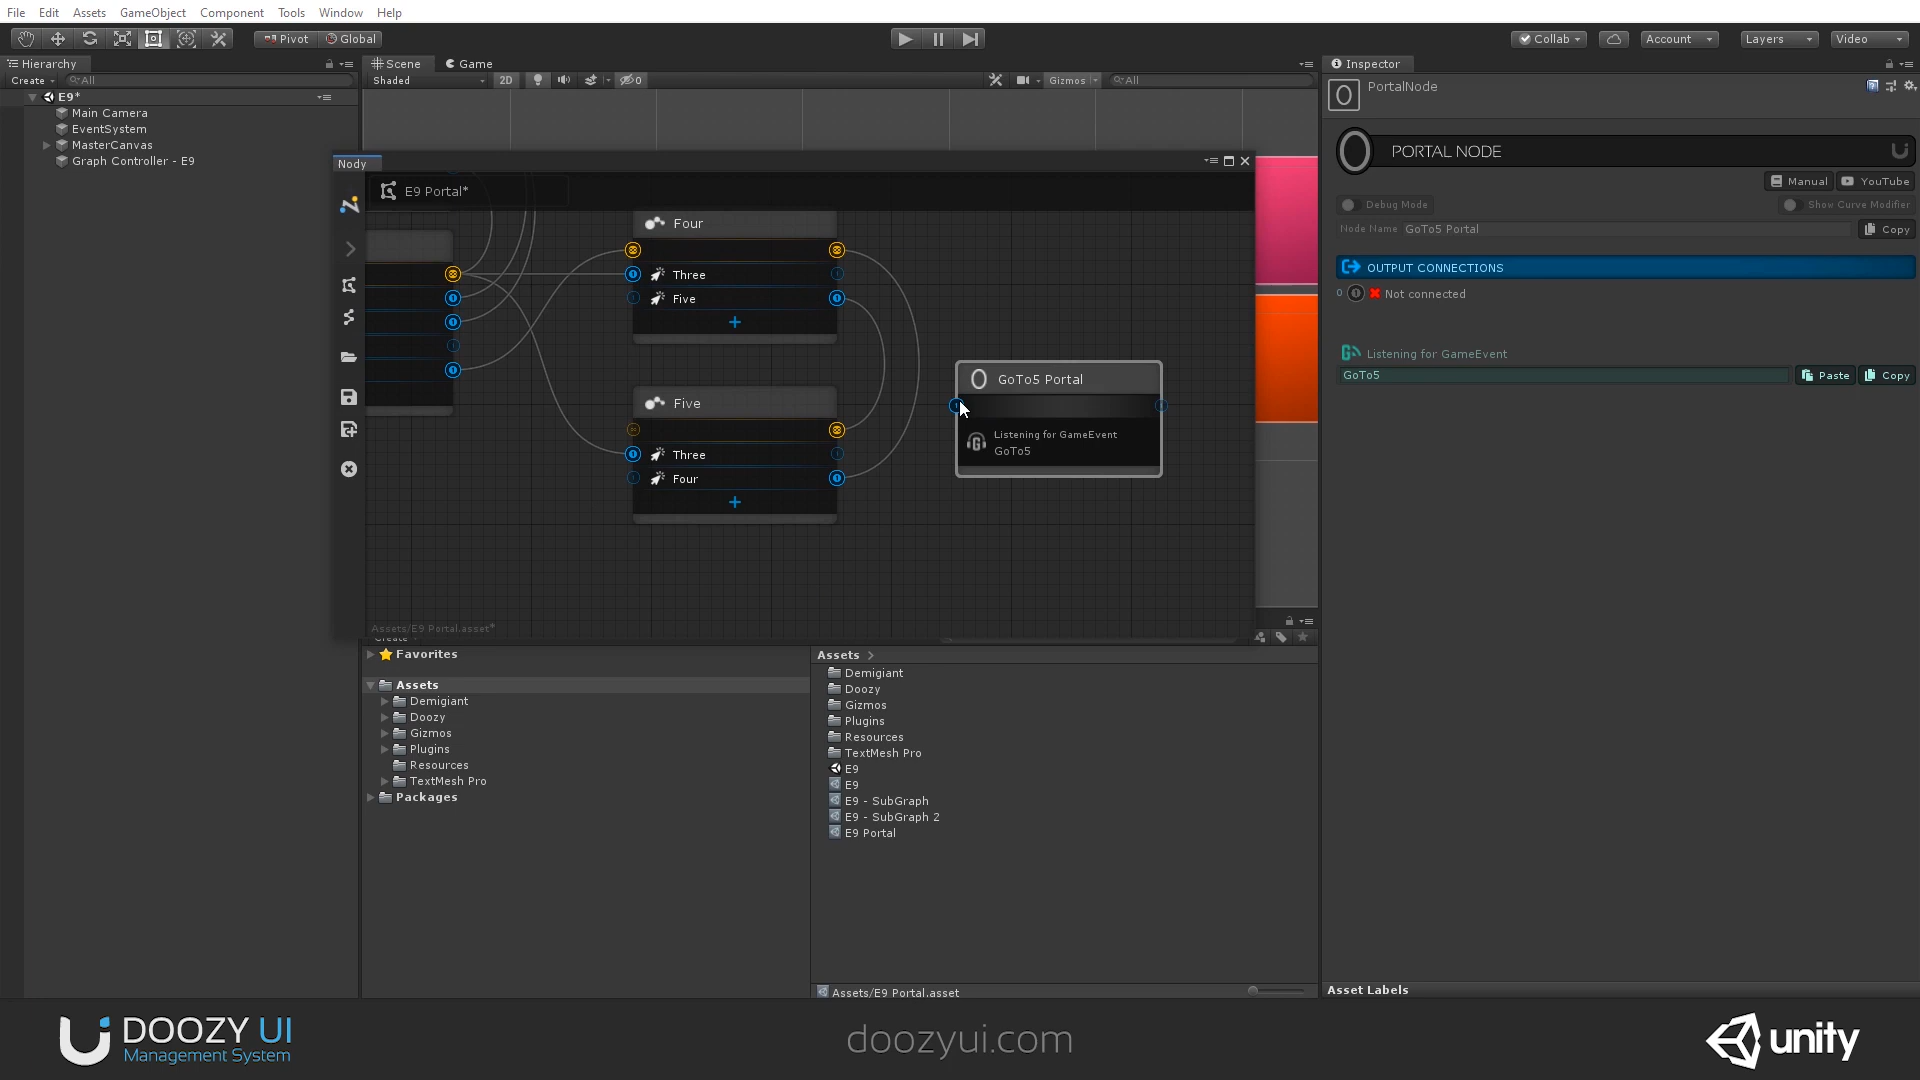 File Edit Assets GameObject Component Tools Window Help
Pivot Global Collab Account Layers Video
Hierarchy
Create All
E9*
Main Camera
EventSystem
MasterCanvas
Graph Controller - E9
Scene Game
Shaded 2D 0 Gizmos All
Nody
E9 Portal*
Four
Three
Five
Five
Three
Four
GoTo5 Portal
Listening for GameEvent
GoTo5
Assets/E9 Portal.asset*
Create
Favorites
Assets
Demigiant
Doozy
Gizmos
Plugins
Resources
TextMesh Pro
Packages
Assets
Demigiant
Doozy
Gizmos
Plugins
Resources
TextMesh Pro
E9
E9
E9 - SubGraph
E9 - SubGraph 2
E9 Portal
Assets/E9 Portal.asset
Inspector
PortalNode
PORTAL NODE
Manual YouTube
Debug Mode Show Curve Modifier
Node Name GoTo5 Portal Copy
OUTPUT CONNECTIONS
0 Not connected
Listening for GameEvent
GoTo5 Paste Copy
Asset Labels
DOOZY UI
Management System
doozyui.com
unity